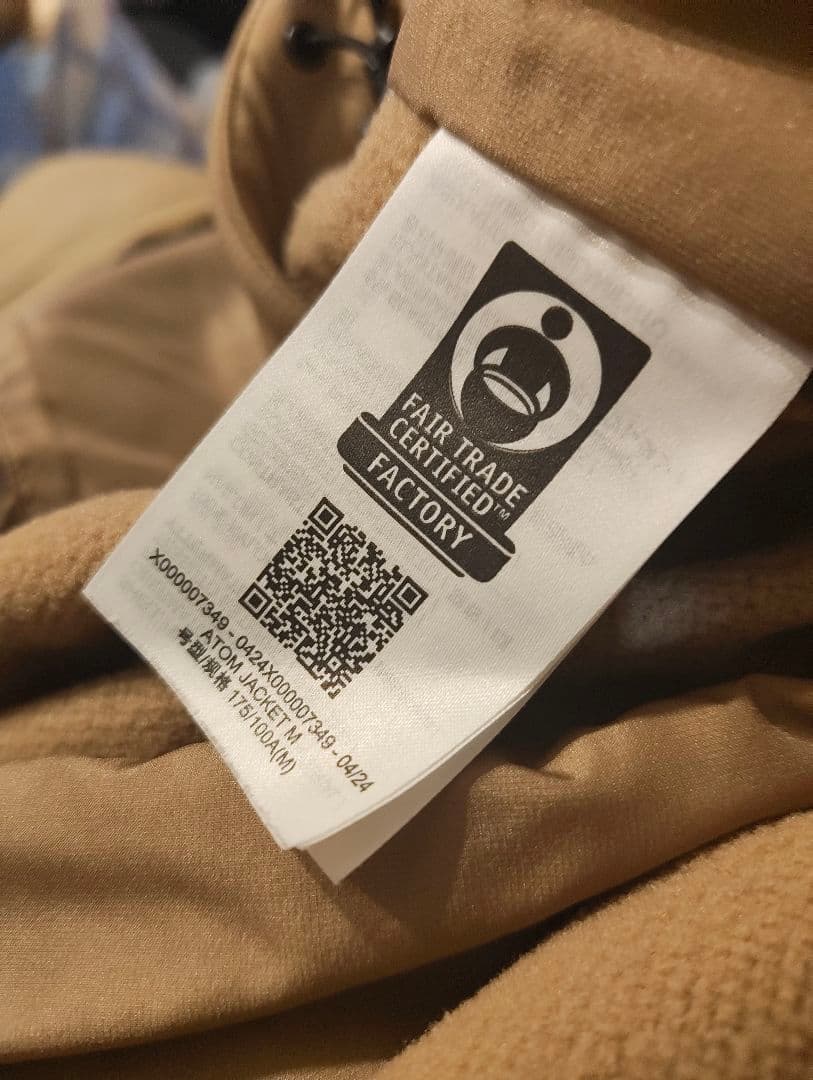 FAIR TRADE
CERTIFIED™
FACTORY
X000007349 - 0424X000007349 - 04/24
ATOM JACKET M
号型/规格 175/100A(M)